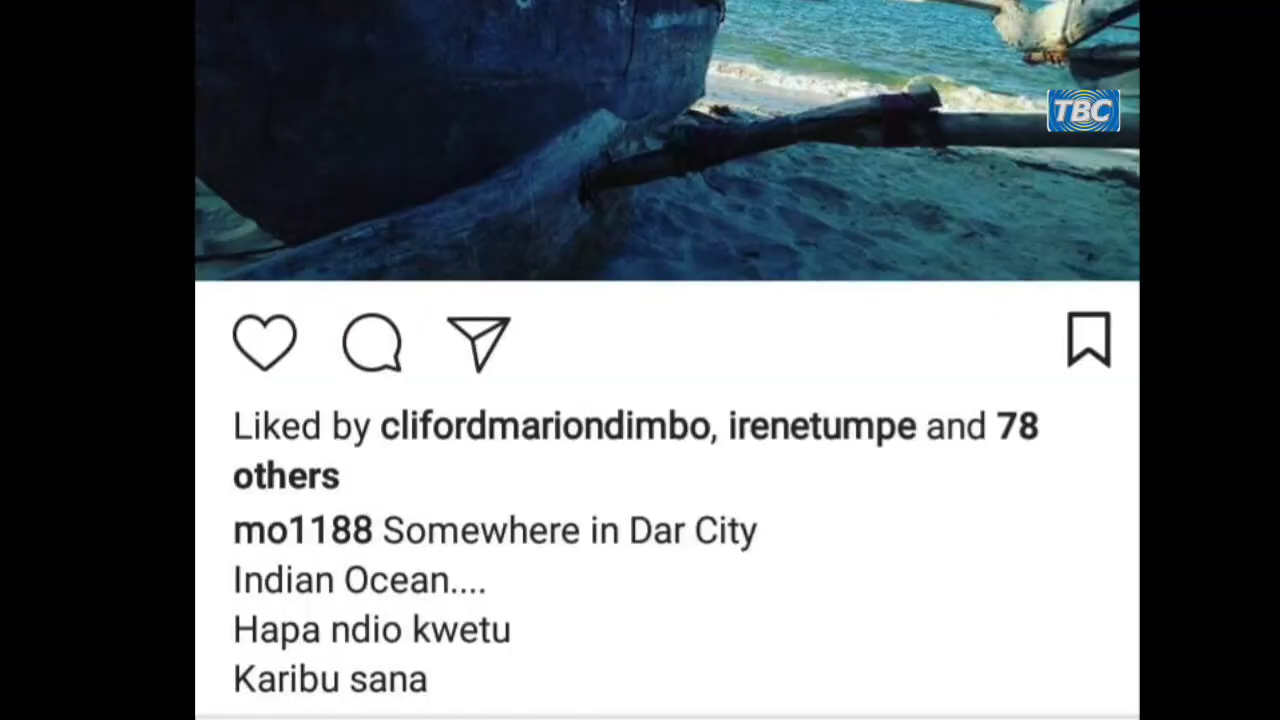 TBC
Liked by clifordmariondimbo, irenetumpe and 78
others
mo1188 Somewhere in Dar City
Indian Ocean....
Hapa ndio kwetu
Karibu sana